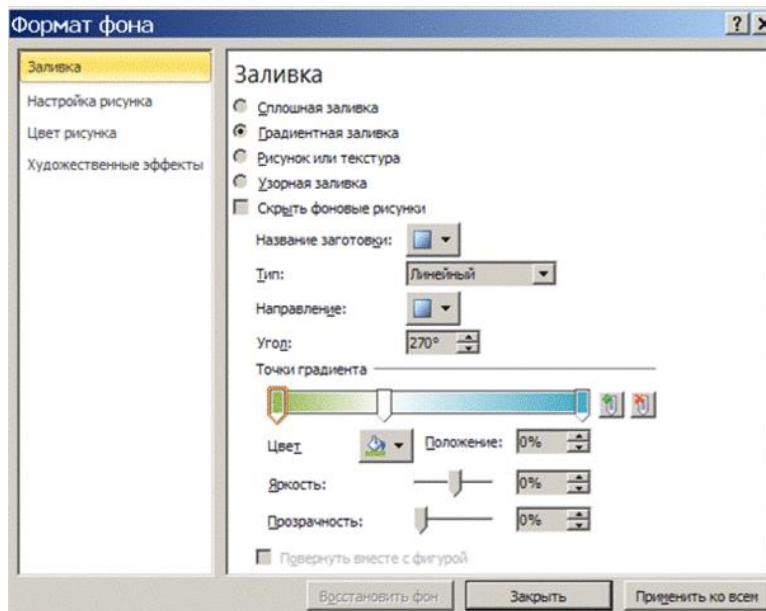 Формат фона
Заливка
Настройка рисунка
Цвет рисунка
Художественные эффекты
Заливка
Сплошная заливка
Градиентная заливка
Рисунок или текстура
Узорная заливка
Скрыть фоновые рисунки
Название заготовки:
Тип: Линейный
Направление:
Угол: 270°
Точки градиента
Цвет Положение: 0%
Яркость: 0%
Прозрачность: 0%
Повернуть вместе с фигурой
Восстановить фон Закрыть Применить ко всем